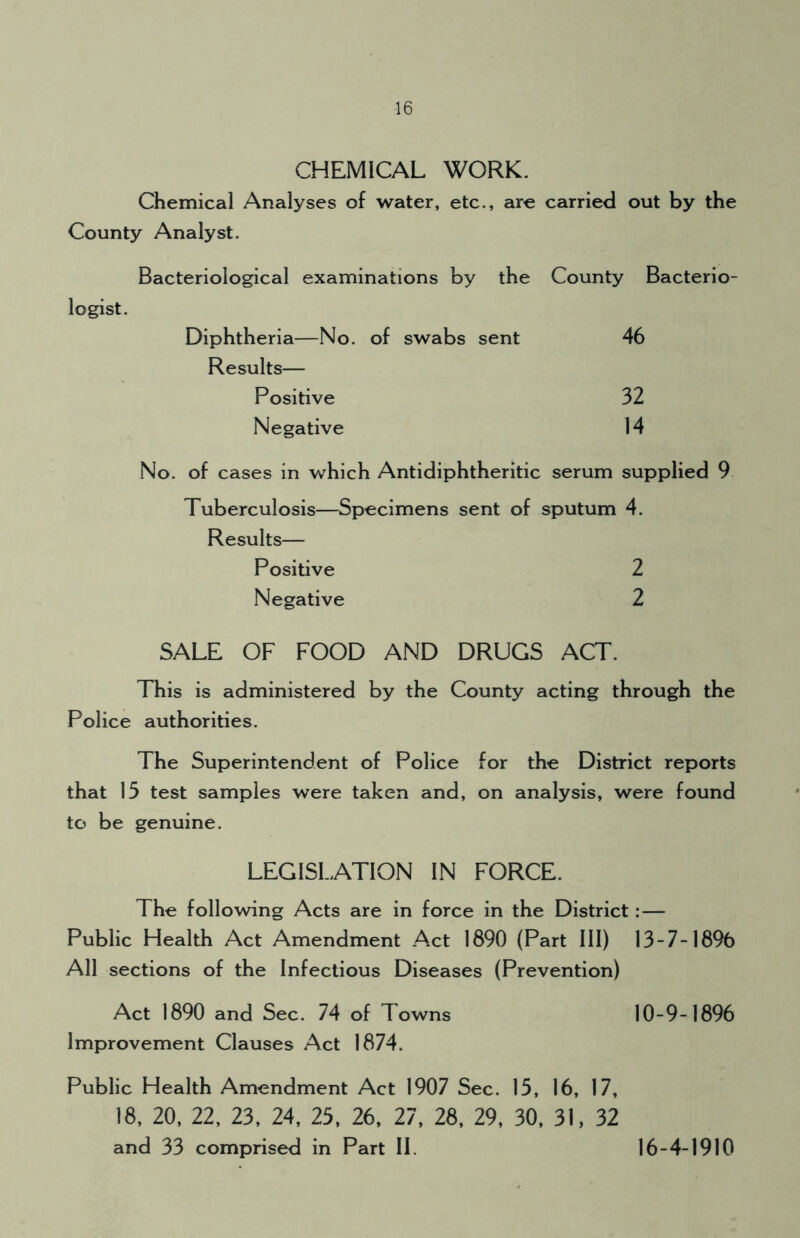 16
CHEMICAL WORK.
Chemical Analyses of water, etc., are carried out by the
County Analyst.
Bacteriological examinations by the County Bacterio-
logist.
Diphtheria—No. of swabs sent 46
Results—
Positive 32
Negative 14
No. of cases in which Antidiphtheritic serum supplied 9
Tuberculosis—Specimens sent of sputum 4.
Results—
Positive 2
Negative 2
SALE OF FOOD AND DRUGS ACT.
This is administered by the County acting through the
Police authorities.
The Superintendent of Police for the District reports
that 15 test samples were taken and, on analysis, were found
to be genuine.
LEGISLATION IN FORCE.
The following Acts are in force in the District :—
Public Health Act Amendment Act 1890 (Part III) 13-7-1896
All sections of the Infectious Diseases (Prevention)
Act 1890 and Sec. 74 of Towns 10-9-1896
Improvement Clauses Act 1874.
Public Health Amendment Act 1907 Sec. 15, 16, 17,
18, 20, 22, 23, 24, 25, 26, 27, 28, 29, 30, 31, 32
and 33 comprised in Part II. 16-4-1910